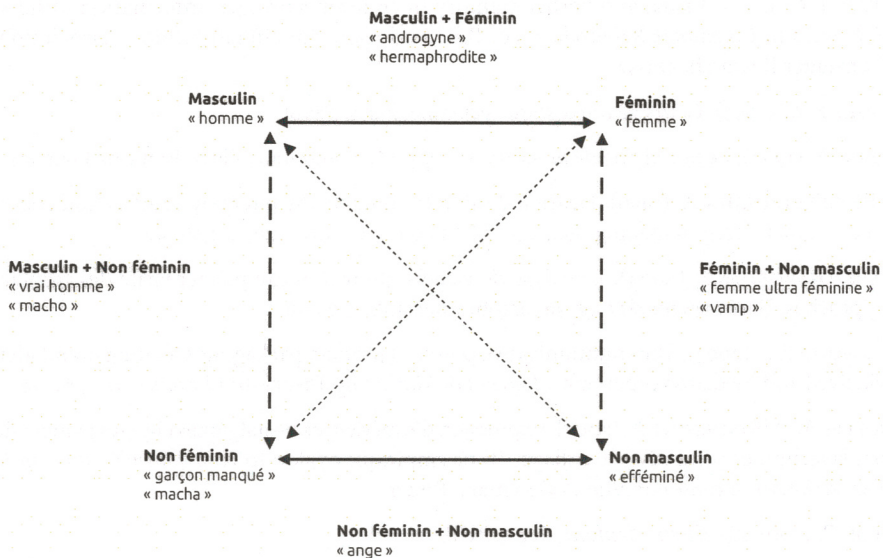 Masculin + Féminin
« androgyne »
« hermaphrodite »
Masculin
« homme »
Féminin
« femme »
Masculin + Non féminin
« vrai homme »
« macho »
Féminin + Non masculin
« femme ultra féminine »
« vamp »
Non féminin
« garçon manqué »
« macha »
Non masculin
« efféminé »
Non féminin + Non masculin
« ange »